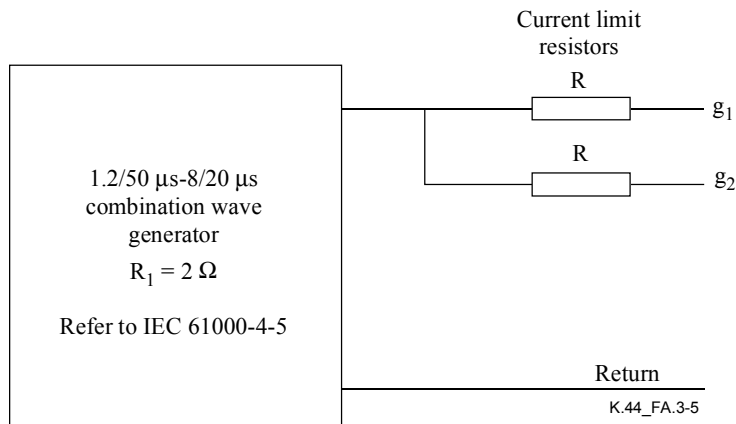 Current limit
resistors
R
g1
R
g2
1.2/50 μs-8/20 μs
combination wave
generator
R1 = 2 Ω
Refer to IEC 61000-4-5
Return
K.44_FA.3-5